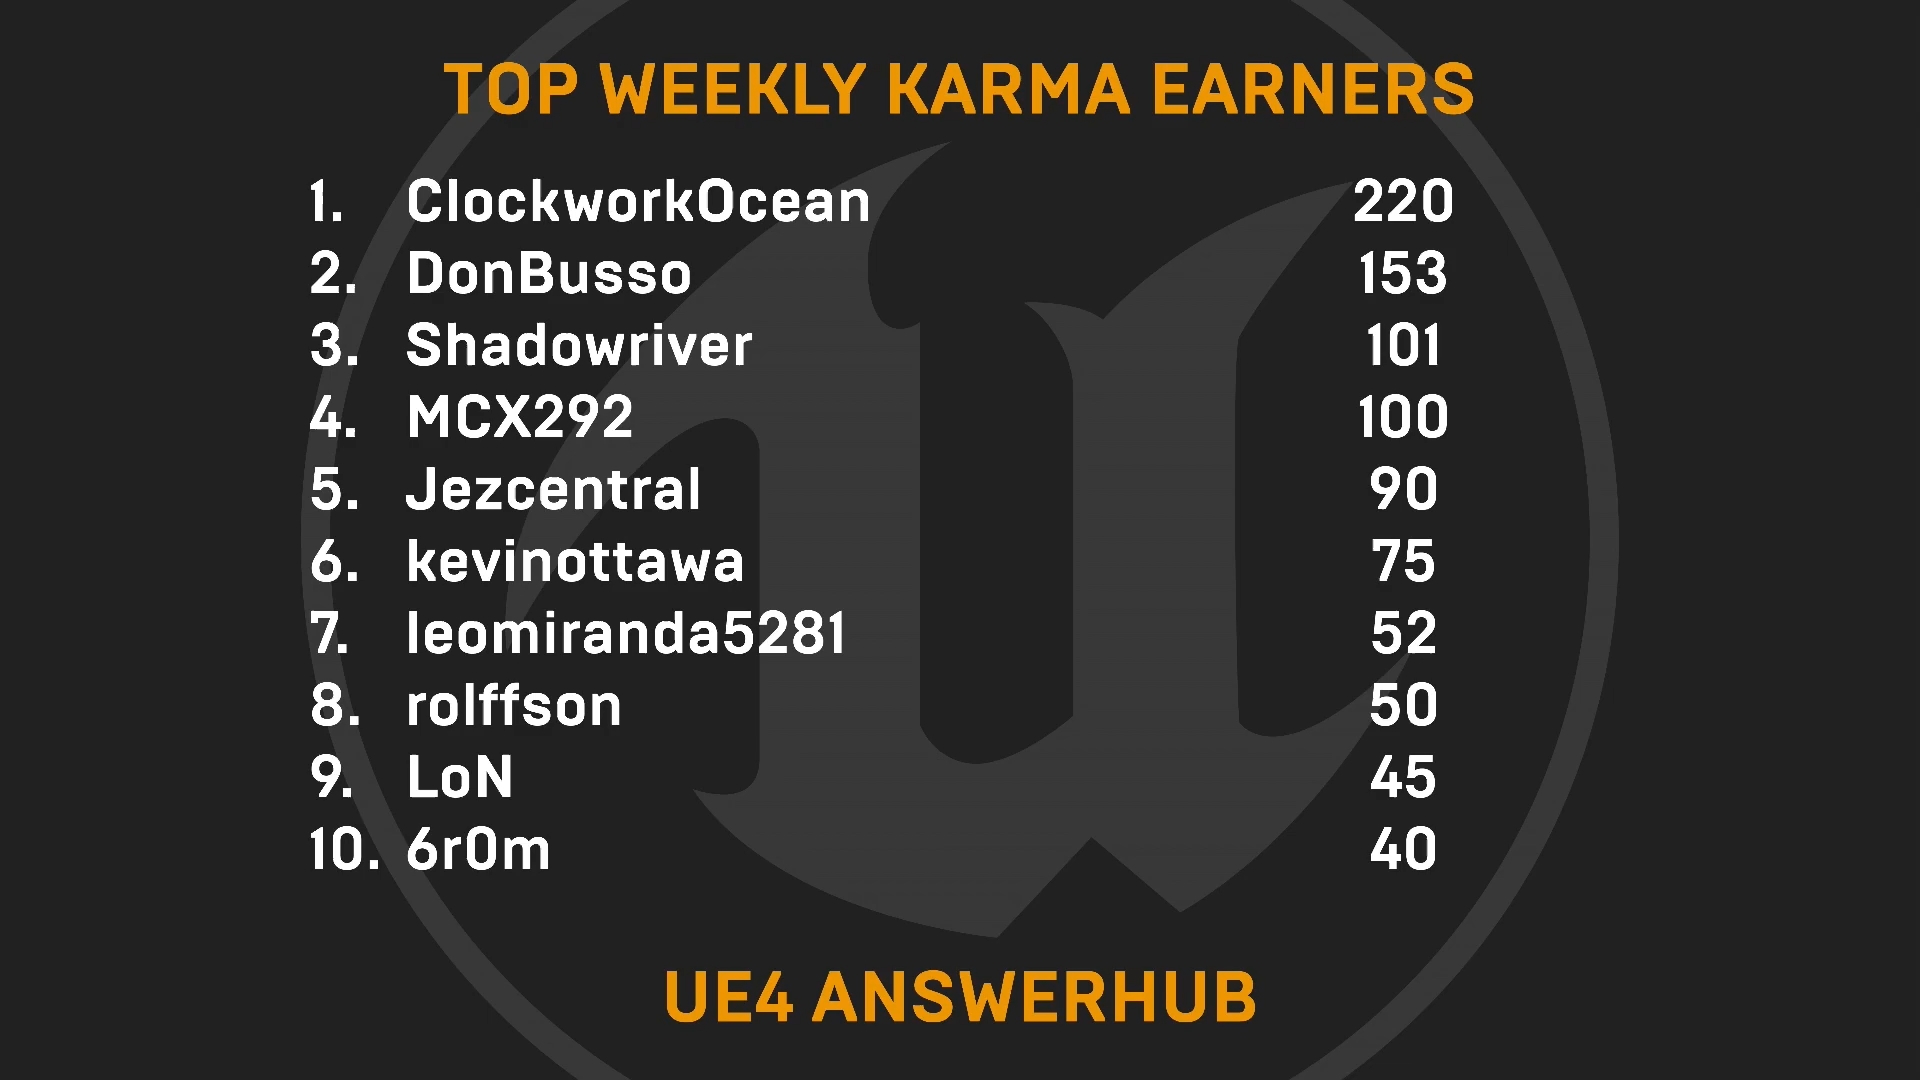 TOP WEEKLY KARMA EARNERS
1. ClockworkOcean 220
2. DonBusso 153
3. Shadowriver 101
4. MCX292 100
5. Jezcentral 90
6. kevinottawa 75
7. leomiranda5281 52
8. rolffson 50
9. LoN 45
10. 6r0m 40
UE4 ANSWERHUB